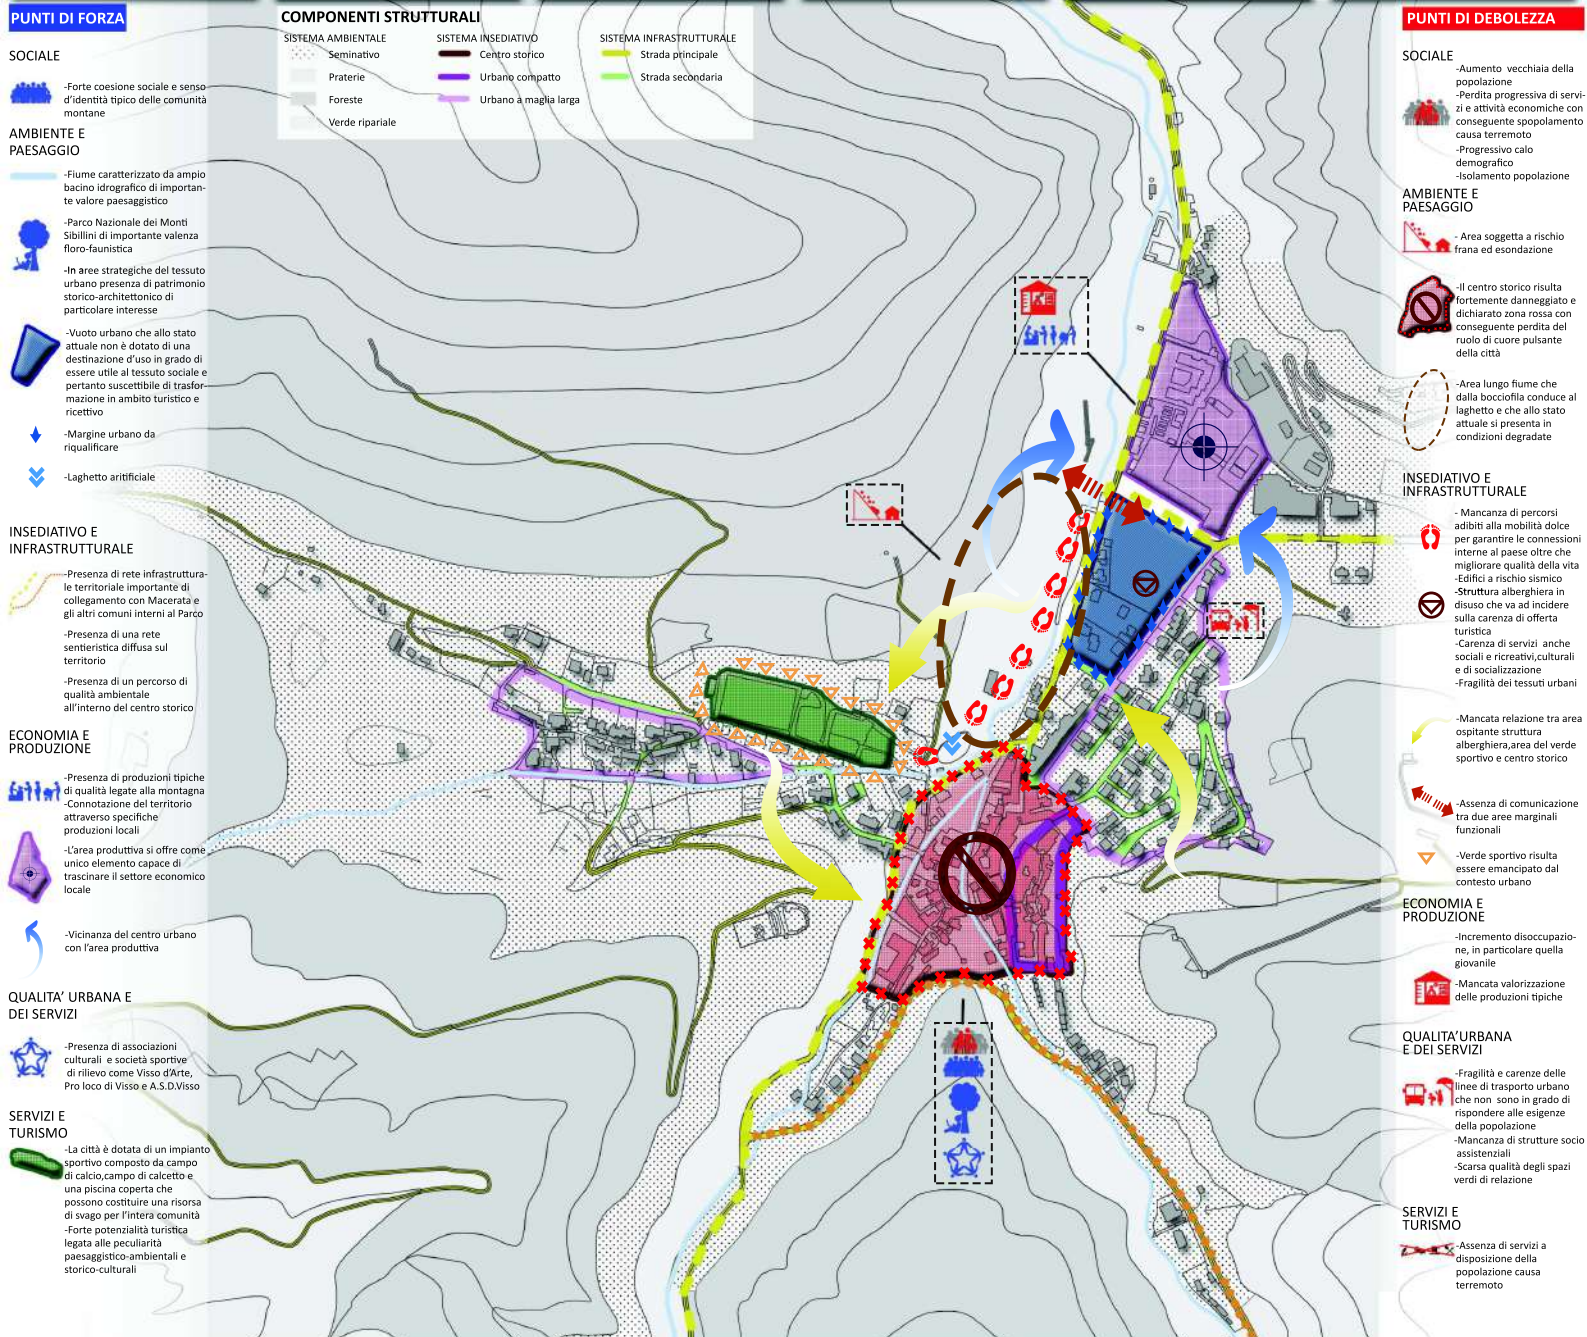 PUNTI DI FORZA
SOCIALE
-Forte coesione sociale e senso
d'identità tipico delle comunità
montane
AMBIENTE E
PAESAGGIO
-Fiume caratterizzato da ampio
bacino idrografico di importan-
te valore paesaggistico
-Parco Nazionale dei Monti
Sibillini di importante valenza
floro-faunistica
-In aree strategiche del tessuto
urbano presenza di patrimonio
storico-architettonico di
particolare interesse
-Vuoto urbano che allo stato
attuale non è dotato di una
destinazione d'uso in grado di
essere utile al tessuto sociale e
pertanto suscettibile di trasfor-
mazione in ambito turistico e
ricettivo
-Margine urbano da
riqualificare
-Laghetto aritificiale
INSEDIATIVO E
INFRASTRUTTURALE
-Presenza di rete infrastruttura-
le territoriale importante di
collegamento con Macerata e
gli altri comuni interni al Parco
-Presenza di una rete
sentieristica diffusa sul
territorio
-Presenza di un percorso di
qualità ambientale
all'interno del centro storico
ECONOMIA E
PRODUZIONE
-Presenza di produzioni tipiche
di qualità legate alla montagna
-Connotazione del territorio
attraverso specifiche
produzioni locali
-L'area produttiva si offre come
unico elemento capace di
trascinare il settore economico
locale
-Vicinanza del centro urbano
con l'area produttiva
QUALITA' URBANA E
DEI SERVIZI
-Presenza di associazioni
culturali e società sportive
di rilievo come Visso d'Arte,
Pro loco di Visso e A.S.D.Visso
SERVIZI E
TURISMO
-La città è dotata di un impianto
sportivo composto da campo
di calcio,campo di calcetto e
una piscina coperta che
possono costituire una risorsa
di svago per l'intera comunità
-Forte potenzialità turistica
legata alle peculiarità
paesaggistico-ambientali e
storico-culturali
COMPONENTI STRUTTURALI
SISTEMA AMBIENTALE
Seminativo
Praterie
Foreste
Verde ripariale
SISTEMA INSEDIATIVO
Centro storico
Urbano compatto
Urbano a maglia larga
SISTEMA INFRASTRUTTURALE
Strada principale
Strada secondaria
PUNTI DI DEBOLEZZA
SOCIALE
-Aumento vecchiaia della
popolazione
-Perdita progressiva di servi-
zi e attività economiche con
conseguente spopolamento
causa terremoto
-Progressivo calo
demografico
-Isolamento popolazione
AMBIENTE E
PAESAGGIO
- Area soggetta a rischio
frana ed esondazione
-Il centro storico risulta
fortemente danneggiato e
dichiarato zona rossa con
conseguente perdita del
ruolo di cuore pulsante
della città
-Area lungo fiume che
dalla bocciofila conduce al
laghetto e che allo stato
attuale si presenta in
condizioni degradate
INSEDIATIVO E
INFRASTRUTTURALE
- Mancanza di percorsi
adibiti alla mobilità dolce
per garantire le connessioni
interne al paese oltre che
migliorare qualità della vita
-Edifici a rischio sismico
-Struttura alberghiera in
disuso che va ad incidere
sulla carenza di offerta
turistica
-Carenza di servizi anche
sociali e ricreativi,culturali
e di socializzazione
-Fragilità dei tessuti urbani
-Mancata relazione tra area
ospitante struttura
alberghiera,area del verde
sportivo e centro storico
-Assenza di comunicazione
tra due aree marginali
funzionali
-Verde sportivo risulta
essere emancipato dal
contesto urbano
ECONOMIA E
PRODUZIONE
-Incremento disoccupazio-
ne, in particolare quella
giovanile
-Mancata valorizzazione
delle produzioni tipiche
QUALITA'URBANA
E DEI SERVIZI
-Fragilità e carenze delle
linee di trasporto urbano
che non sono in grado di
rispondere alle esigenze
della popolazione
-Mancanza di strutture socio
assistenziali
-Scarsa qualità degli spazi
verdi di relazione
SERVIZI E
TURISMO
-Assenza di servizi a
disposizione della
popolazione causa
terremoto